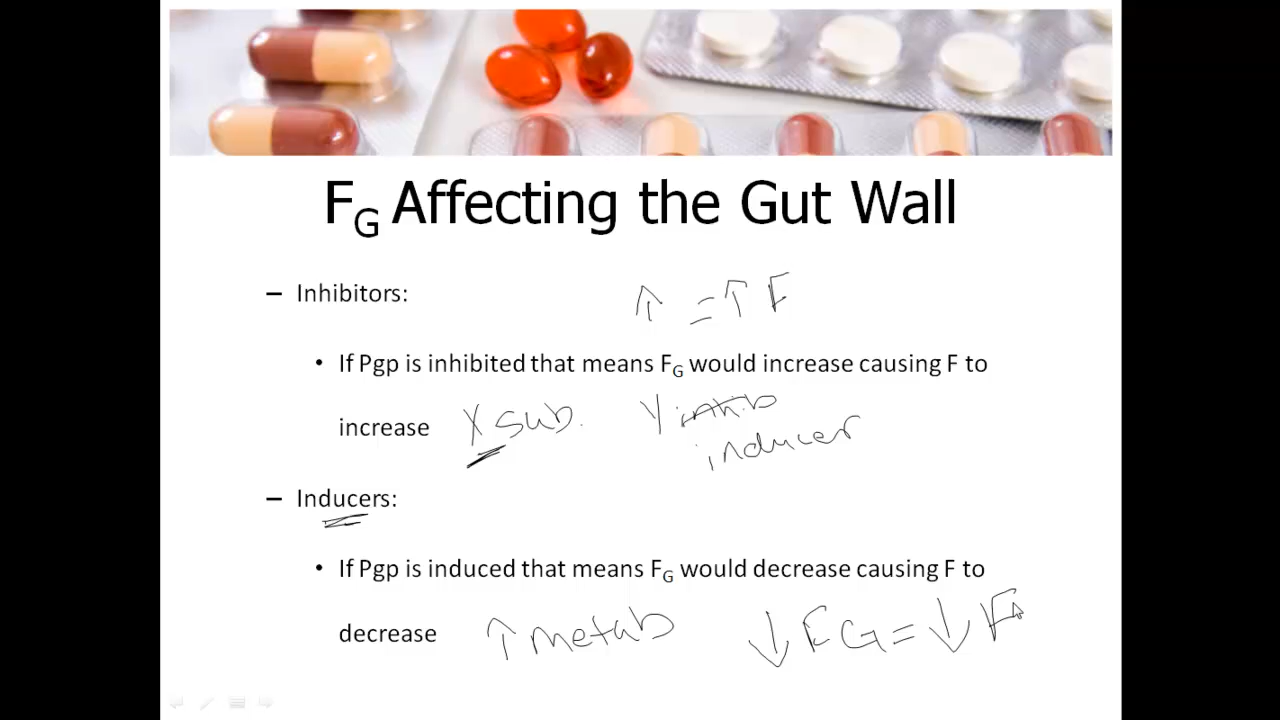 FG Affecting the Gut Wall
– Inhibitors:
↑ = ↑ F
• If Pgp is inhibited that means FG would increase causing F to
increase X sub. Y inhib
inducer
– Inducers:
• If Pgp is induced that means FG would decrease causing F to
decrease ↑ metab ↓ FG = ↓ F